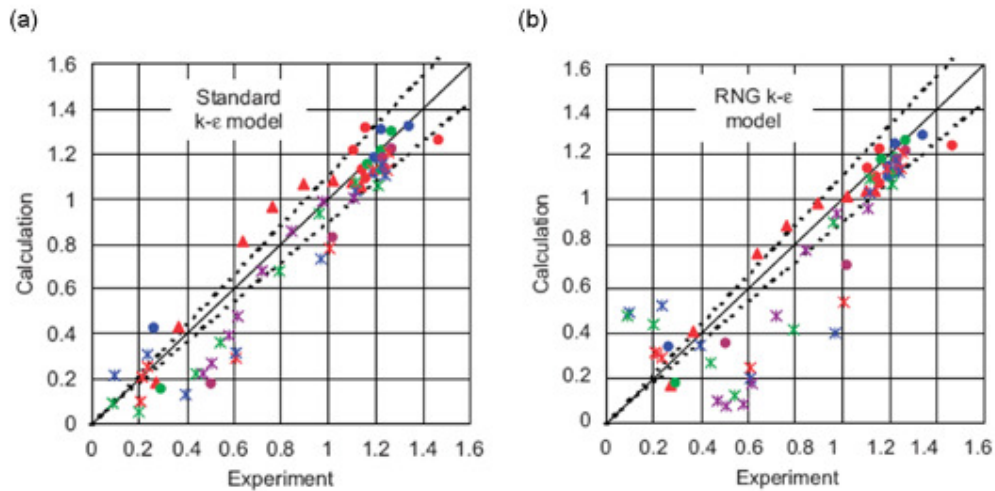 (a)
1.6
1.4
1.2
1
0.8
0.6
0.4
0.2
0
Calculation
Standard
k-ε model
0 0.2 0.4 0.6 0.8 1 1.2 1.4 1.6
Experiment
(b)
1.6
1.4
1.2
1
0.8
0.6
0.4
0.2
0
Calculation
RNG k-ε
model
0 0.2 0.4 0.6 0.8 1 1.2 1.4 1.6
Experiment